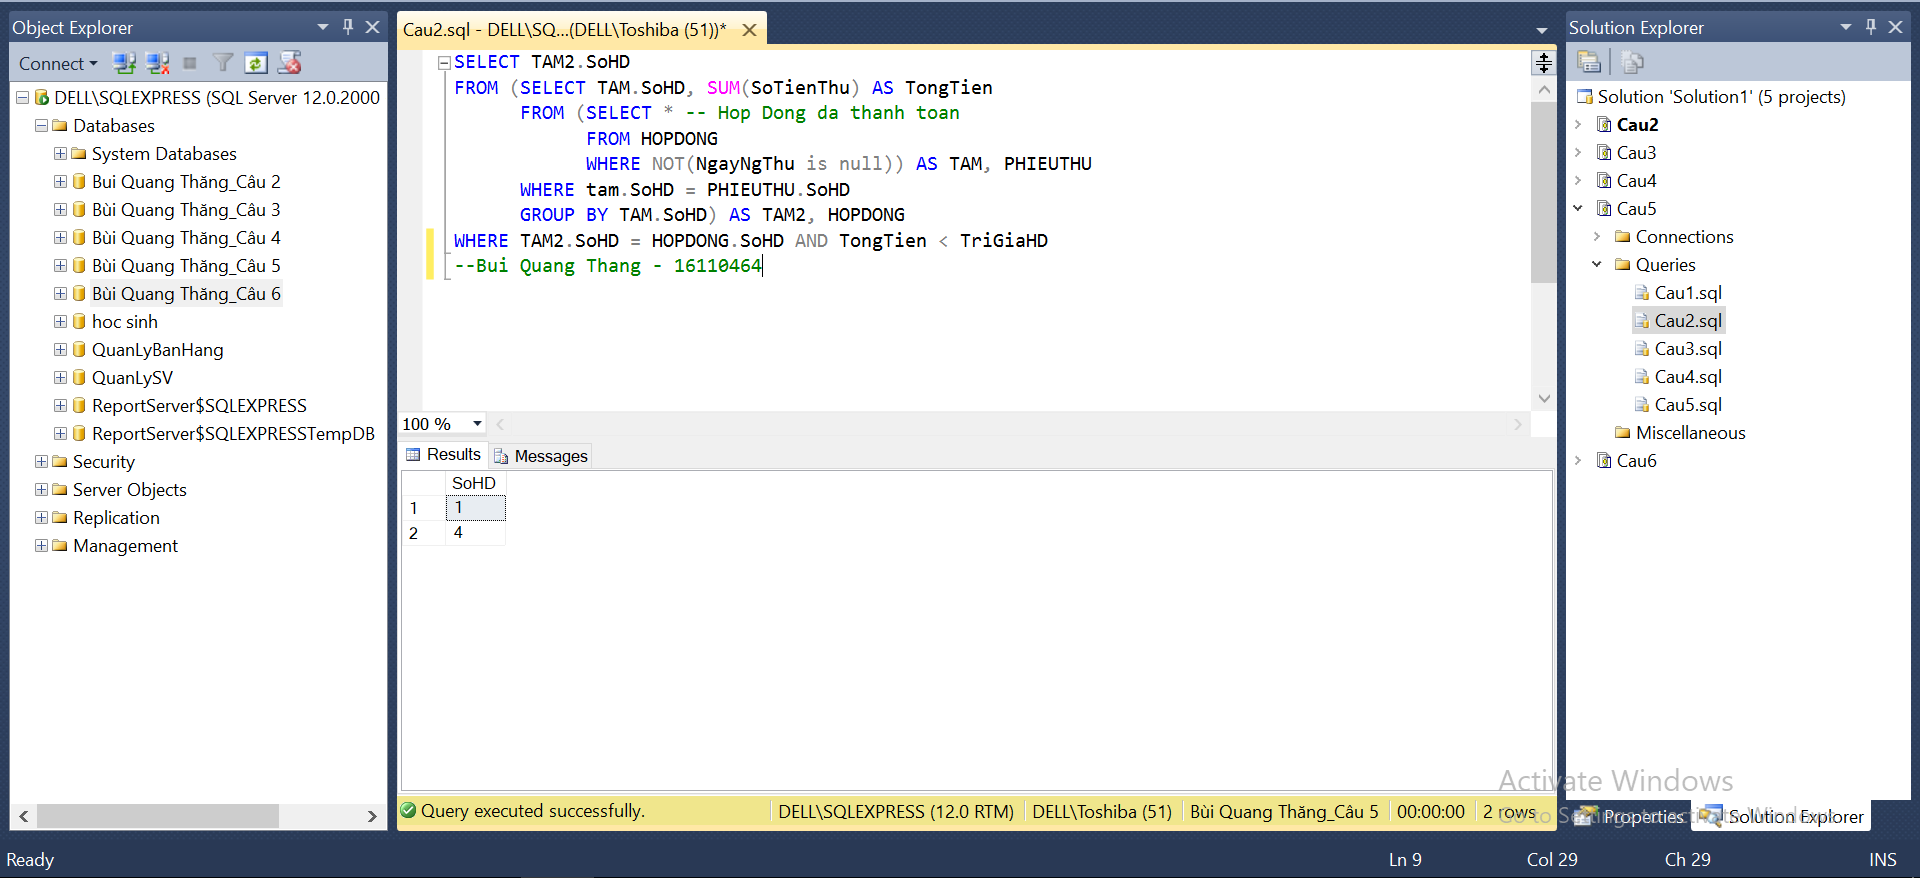 Object Explorer
Connect
DELL\SQLEXPRESS (SQL Server 12.0.2000
Databases
System Databases
Bui Quang Thăng_Câu 2
Bùi Quang Thăng_Câu 3
Bùi Quang Thăng_Câu 4
Bùi Quang Thăng_Câu 5
Bùi Quang Thăng_Câu 6
hoc sinh
QuanLyBanHang
QuanLySV
ReportServer$SQLEXPRESS
ReportServer$SQLEXPRESSTempDB
Security
Server Objects
Replication
Management
Cau2.sql - DELL\SQ...(DELL\Toshiba (51))*
SELECT TAM2.SoHD
FROM (SELECT TAM.SoHD, SUM(SoTienThu) AS TongTien
FROM (SELECT * -- Hop Dong da thanh toan
FROM HOPDONG
WHERE NOT(NgayNgThu is null)) AS TAM, PHIEUTHU
WHERE tam.SoHD = PHIEUTHU.SoHD
GROUP BY TAM.SoHD) AS TAM2, HOPDONG
WHERE TAM2.SoHD = HOPDONG.SoHD AND TongTien < TriGiaHD
--Bui Quang Thang - 16110464
100 %
Results Messages
SoHD
1 1
2 4
Query executed successfully. DELL\SQLEXPRESS (12.0 RTM) DELL\Toshiba (51) Bùi Quang Thăng_Câu 5 00:00:00 2 rows
Solution Explorer
Solution 'Solution1' (5 projects)
Cau2
Cau3
Cau4
Cau5
Connections
Queries
Cau1.sql
Cau2.sql
Cau3.sql
Cau4.sql
Cau5.sql
Miscellaneous
Cau6
Activate Windows
Go to Settings to activate Windows.
Properties Solution Explorer
Ready Ln 9 Col 29 Ch 29 INS